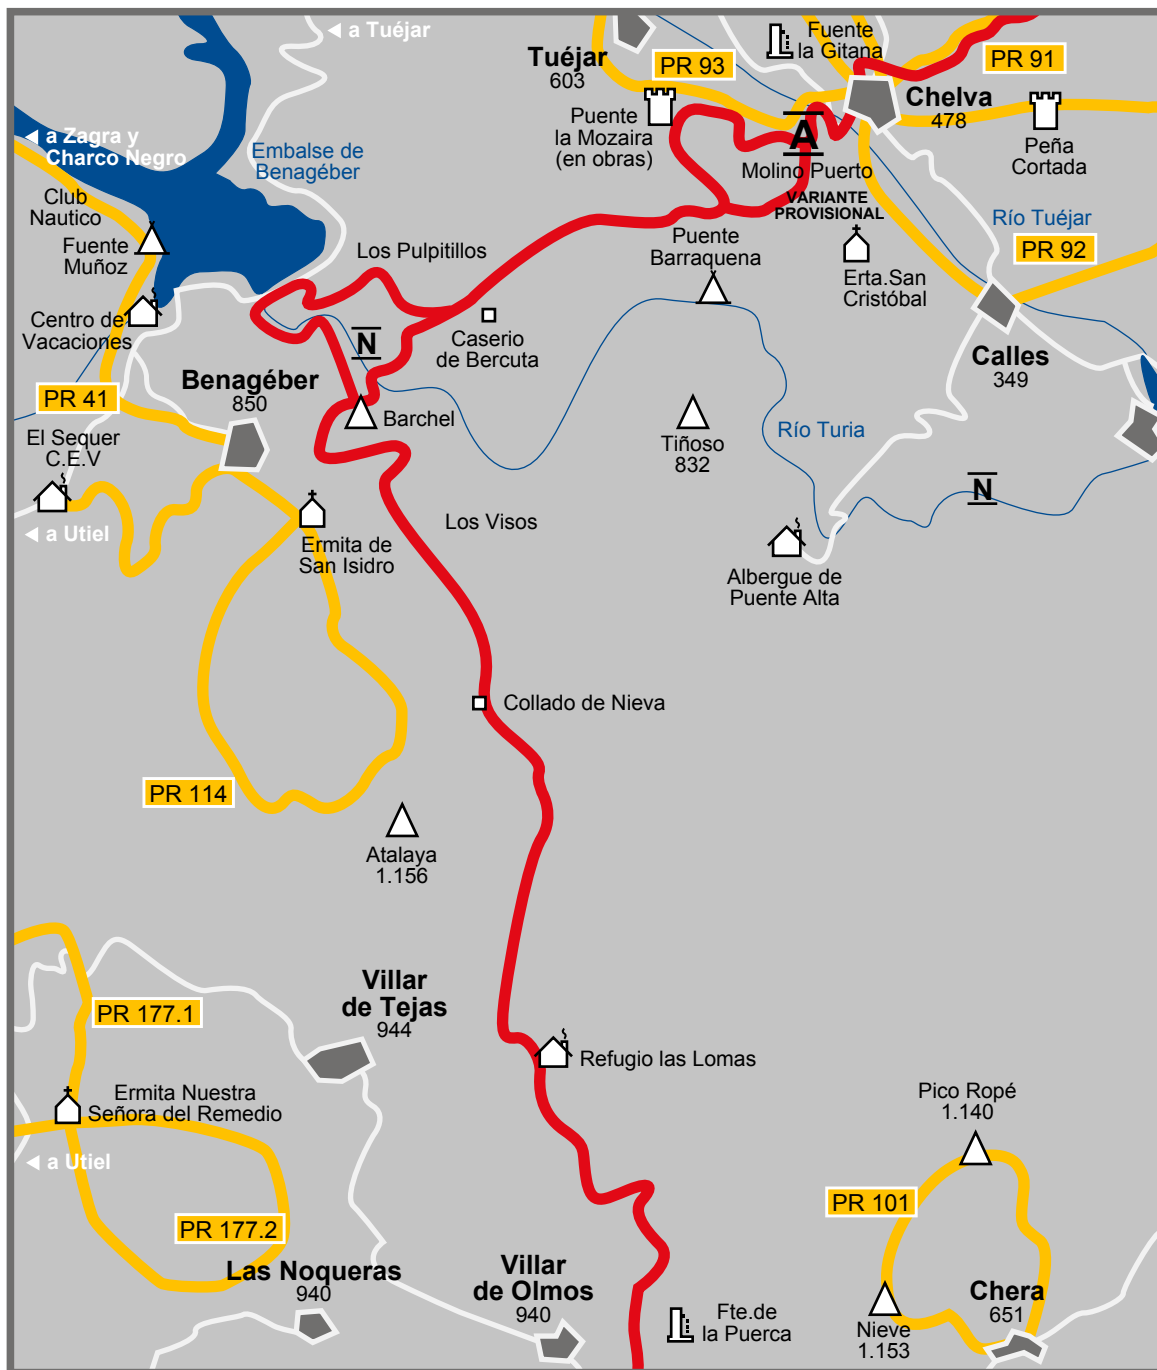 ◄ a Tuéjar
Tuéjar
603
PR 93
Fuente
la Gitana
PR 91
Chelva
478
Puente
la Mozaira
(en obras)
A
Molino Puerto
VARIANTE
PROVISIONAL
Peña
Cortada
◄ a Zagra y
Charco Negro
Embalse de
Benagéber
Club
Nautico
Fuente
Muñoz
Los Pulpitillos
Puente
Barraquena
Erta.San
Cristóbal
Río Tuéjar
PR 92
Centro de
Vacaciones
N
Caserio
de Bercuta
Calles
349
Benagéber
850
PR 41
Barchel
Tiñoso
832
Río Turia
El Sequer
C.E.V
N
◄ a Utiel
Los Visos
Ermita de
San Isidro
Albergue de
Puente Alta
Collado de Nieva
PR 114
Atalaya
1.156
Villar
de Tejas
944
PR 177.1
Refugio las Lomas
Ermita Nuestra
Señora del Remedio
◄ a Utiel
Pico Ropé
1.140
PR 101
PR 177.2
Las Noqueras
940
Villar
de Olmos
940
Fte.de
la Puerca
Nieve
1.153
Chera
651